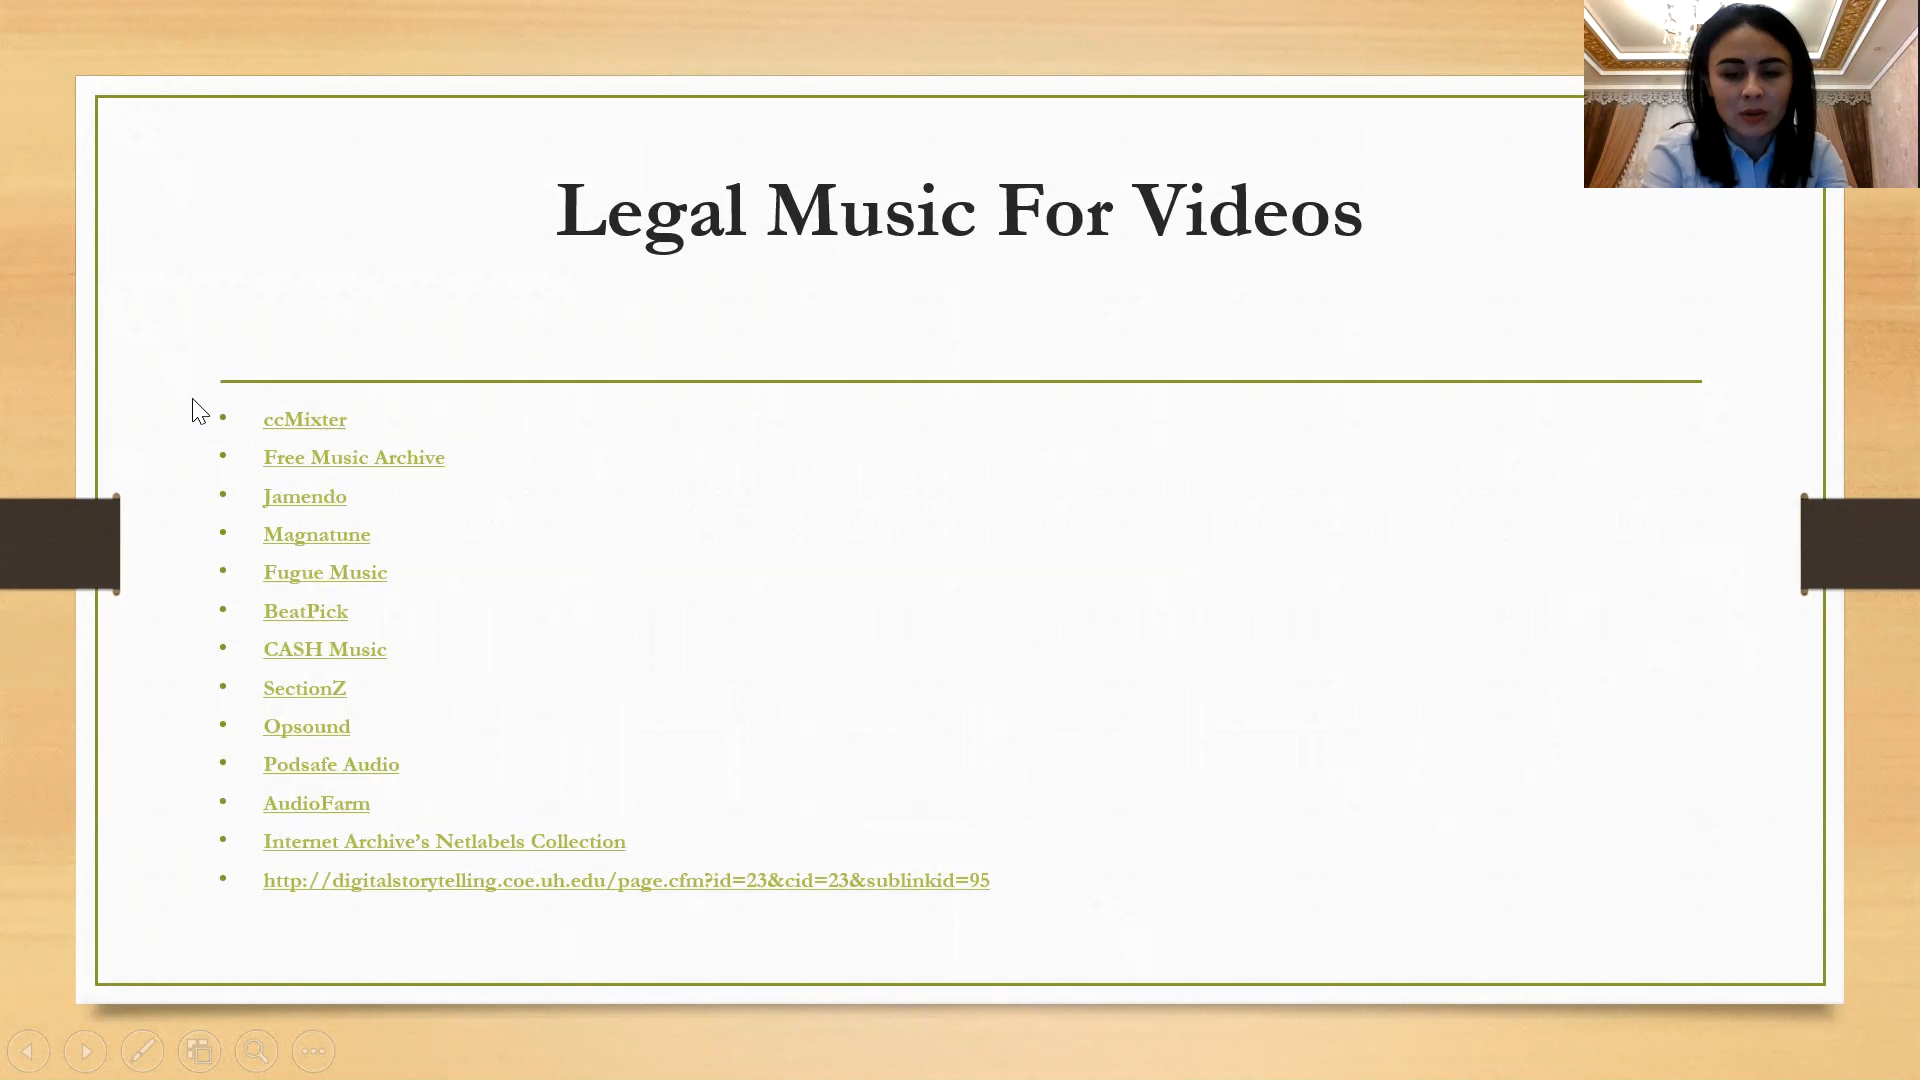 Legal Music For Videos
ccMixter
Free Music Archive
Jamendo
Magnatune
Fugue Music
BeatPick
CASH Music
SectionZ
Opsound
Podsafe Audio
AudioFarm
Internet Archive’s Netlabels Collection
http://digitalstorytelling.coe.uh.edu/page.cfm?id=23&cid=23&sublinkid=95